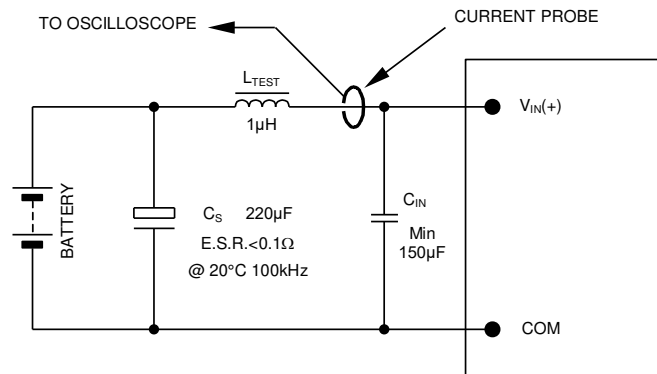 TO OSCILLOSCOPE
CURRENT PROBE
LTEST
1µH
VIN(+)
BATTERY
CS 220µF
E.S.R.<0.1Ω
@ 20°C 100kHz
CIN
Min
150µF
COM